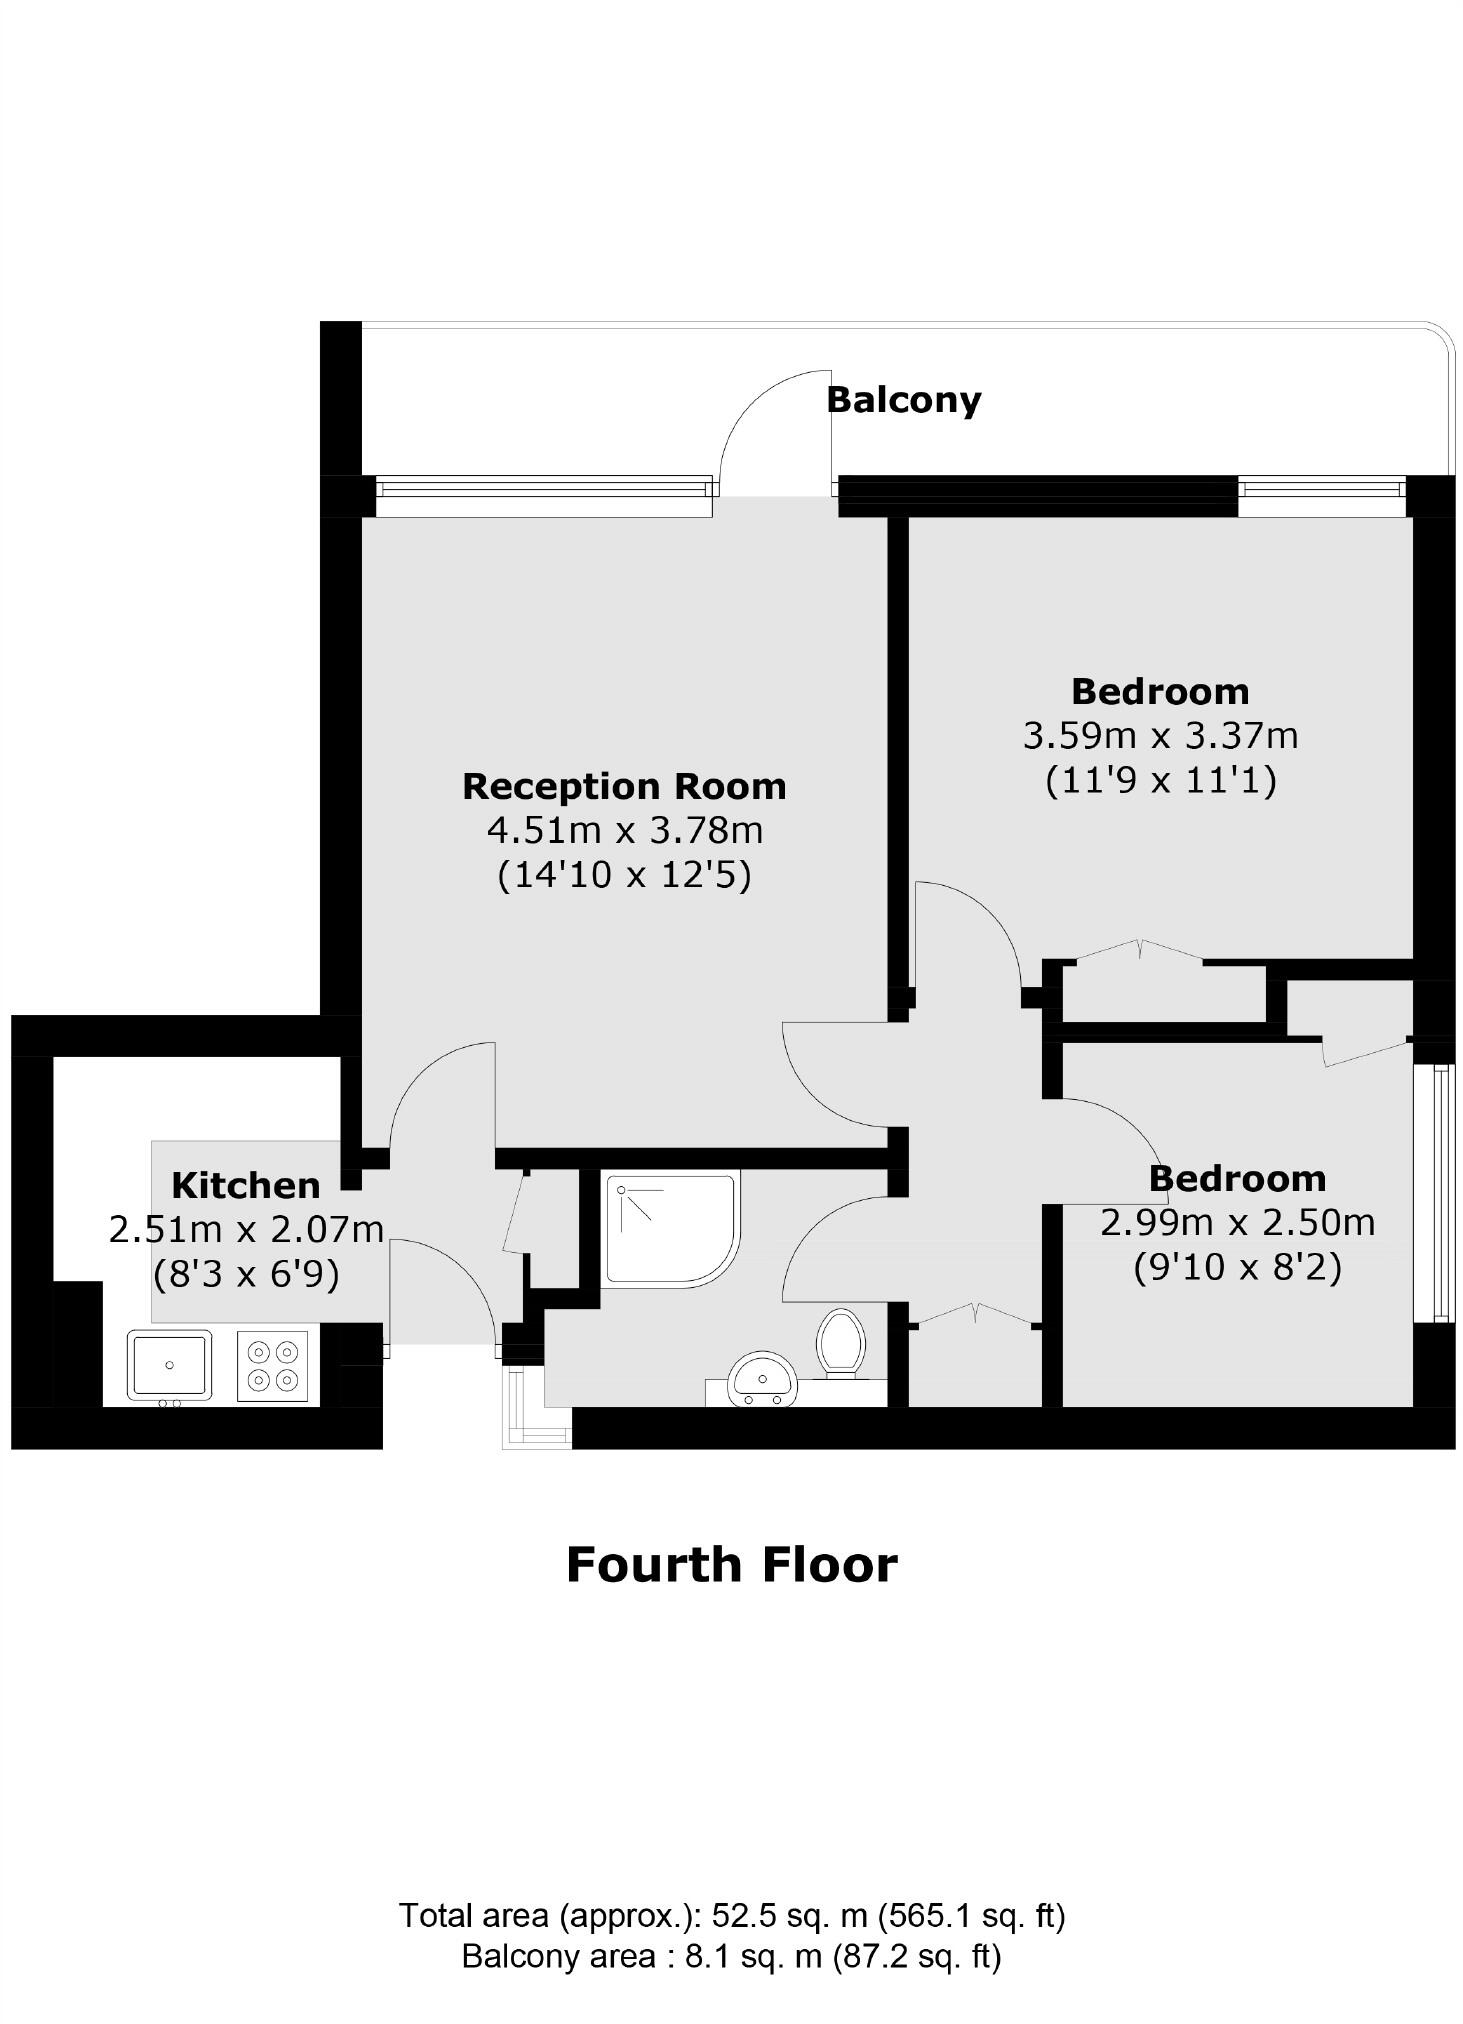 Balcony
Bedroom
3.59m x 3.37m
(11'9 x 11'1)
Reception Room
4.51m x 3.78m
(14'10 x 12'5)
Kitchen
2.51m x 2.07m
(8'3 x 6'9)
Bedroom
2.99m x 2.50m
(9'10 x 8'2)
Fourth Floor
Total area (approx.): 52.5 sq. m (565.1 sq. ft)
Balcony area : 8.1 sq. m (87.2 sq. ft)